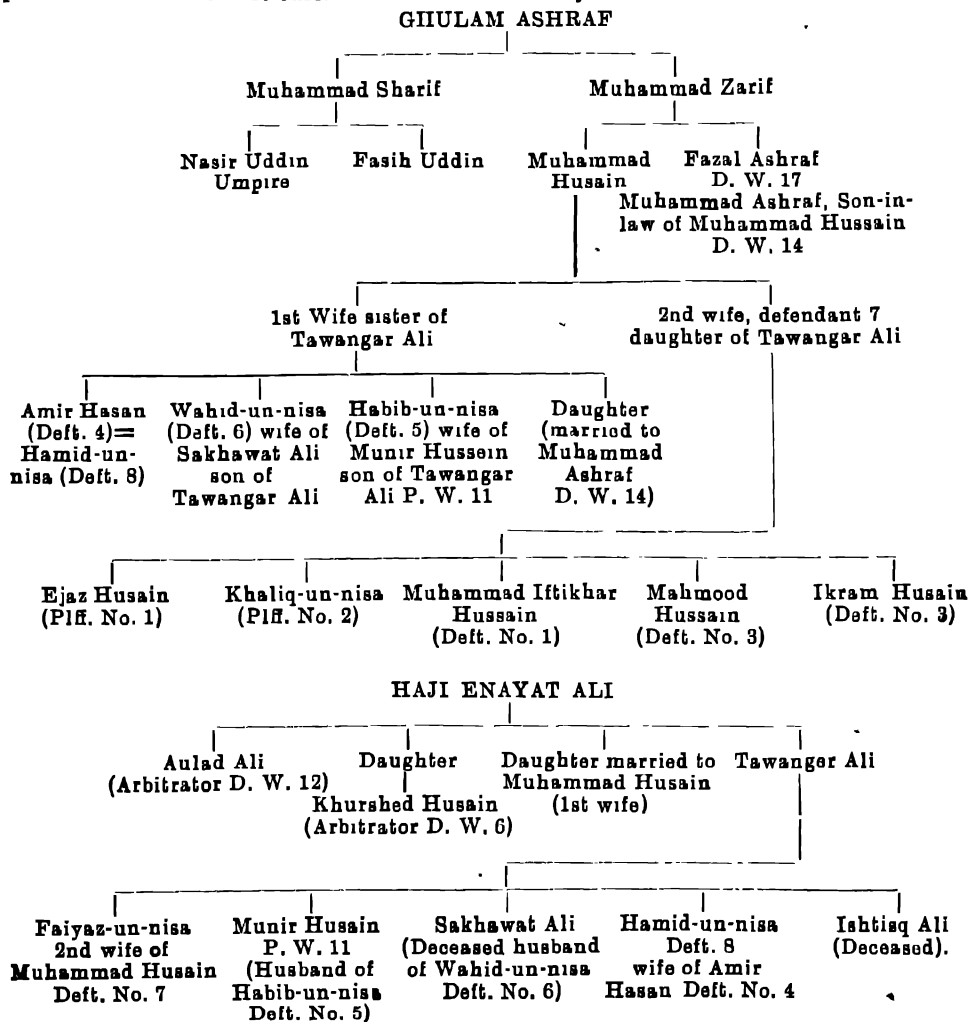 GHULAM ASHRAF
Muhammad Sharif Muhammad Zarif
Nasir Uddin Fasih Uddin Muhammad Fazal Ashraf
Umpire Husain D. W. 17
Muhammad Ashraf, Son-in-
law of Muhammad Hussain
D. W. 14
1st Wife sister of 2nd wife, defendant 7
Tawangar Ali daughter of Tawangar Ali
Amir Hasan Wahid-un-nisa Habib-un-nisa Daughter
(Deft. 4)= (Deft. 6) wife of (Deft. 5) wife of (married to
Hamid-un- Sakhawat Ali Munir Hussein Muhammad
nisa (Deft. 8) son of son of Tawangar Ashraf
Tawangar Ali Ali P. W. 11 D. W. 14)
Ejaz Husain Khaliq-un-nisa Muhammad Iftikhar Mahmood Ikram Husain
(Plff. No. 1) (Plff. No. 2) Hussain Hussain (Deft. No. 3)
(Deft. No. 1) (Deft. No. 3)
HAJI ENAYAT ALI
Aulad Ali Daughter Daughter married to Tawanger Ali
(Arbitrator D. W. 12) Muhammad Husain
Khurshed Husain (1st wife)
(Arbitrator D. W. 6)
Faiyaz-un-nisa Munir Husain Sakhawat Ali Hamid-un-nisa Ishtisq Ali
2nd wife of P. W. 11 (Deceased husband Deft. 8 (Deceased).
Muhammad Husain (Husband of of Wahid-un-nisa wife of Amir
Deft. No. 7 Habib-un-nisa Deft. No. 6) Hasan Deft. No. 4
Deft. No. 5)